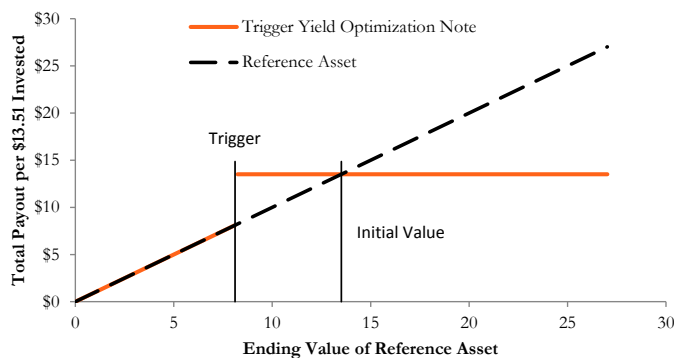 Trigger Yield Optimization Note
Reference Asset
Total Payout per $13.51 Invested
$30
$25
$20
$15
$10
$5
$0
Trigger
Initial Value
0
5
10
15
20
25
30
Ending Value of Reference Asset